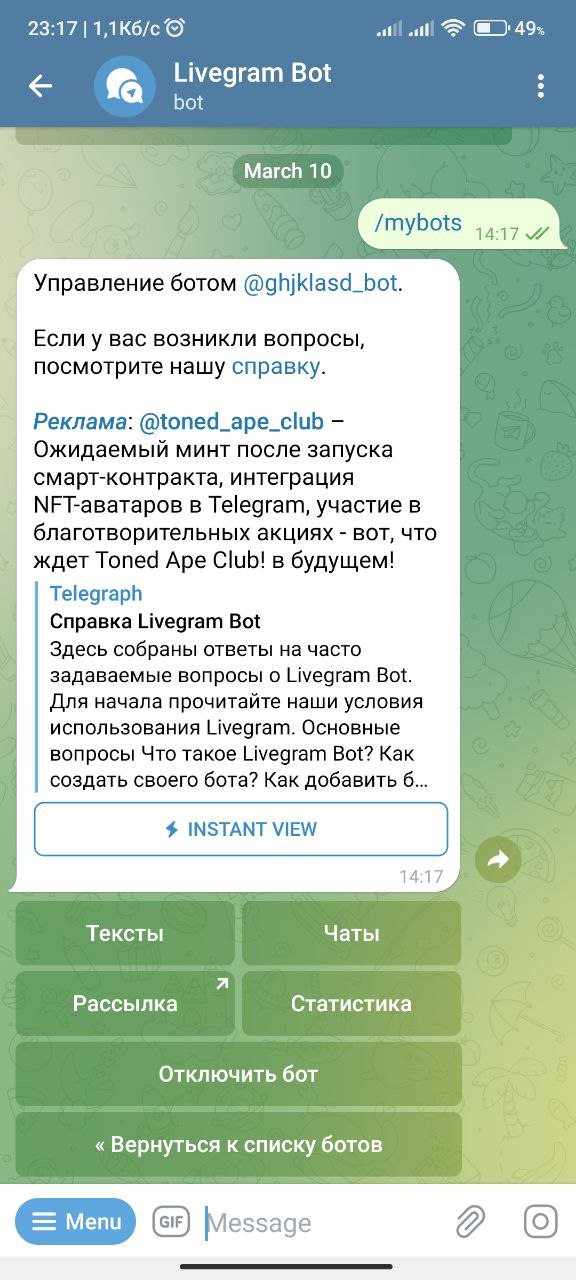 23:17 | 1,1Кб/с
49%
Livegram Bot
bot
March 10
/mybots 14:17
Управление ботом @ghjklasd_bot.
Если у вас возникли вопросы,
посмотрите нашу справку.
Реклама: @toned_ape_club –
Ожидаемый минт после запуска
смарт-контракта, интеграция
NFT-аватаров в Telegram, участие в
благотворительных акциях - вот, что
ждет Toned Ape Club! в будущем!
Telegraph
Справка Livegram Bot
Здесь собраны ответы на часто
задаваемые вопросы о Livegram Bot.
Для начала прочитайте наши условия
использования Livegram. Основные
вопросы Что такое Livegram Bot? Как
создать своего бота? Как добавить б...
INSTANT VIEW
14:17
Тексты
Чаты
Рассылка
Статистика
Отключить бот
« Вернуться к списку ботов
Menu
GIF
Message